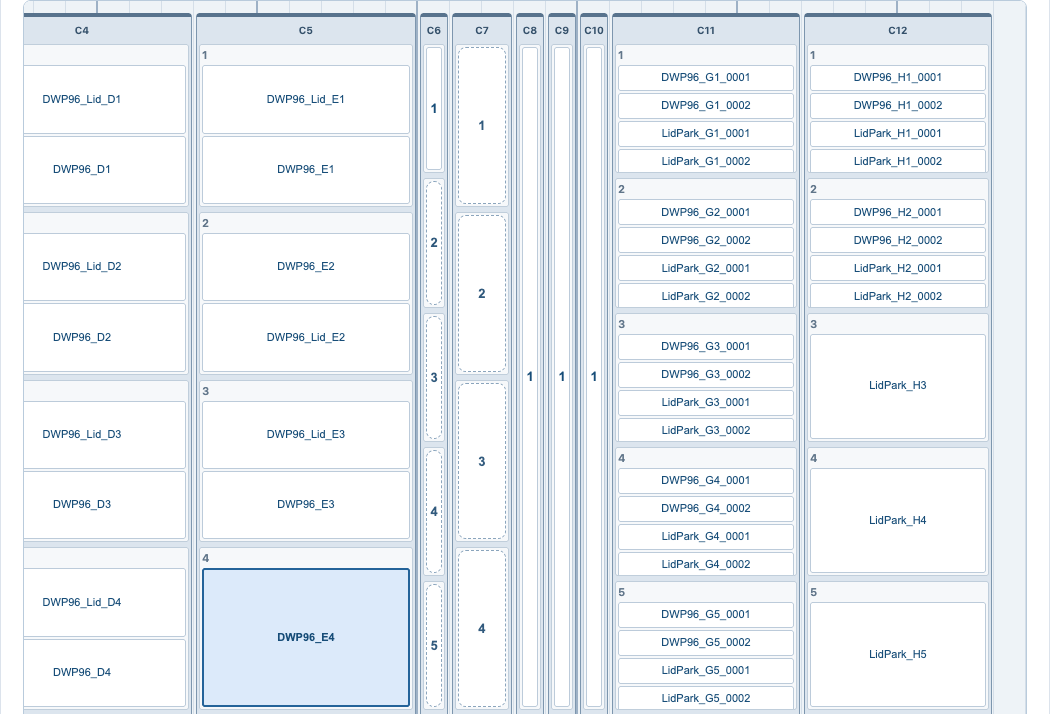 C4 C5 C6 C7 C8 C9 C10 C11 C12
DWP96_Lid_D1
DWP96_D1
DWP96_Lid_D2
DWP96_D2
DWP96_Lid_D3
DWP96_D3
DWP96_Lid_D4
DWP96_D4
1
DWP96_Lid_E1
DWP96_E1
2
DWP96_E2
DWP96_Lid_E2
3
DWP96_Lid_E3
DWP96_E3
4
DWP96_E4
1
2
3
4
5
1
2
3
4
1
1
1
1
DWP96_G1_0001
DWP96_G1_0002
LidPark_G1_0001
LidPark_G1_0002
2
DWP96_G2_0001
DWP96_G2_0002
LidPark_G2_0001
LidPark_G2_0002
3
DWP96_G3_0001
DWP96_G3_0002
LidPark_G3_0001
LidPark_G3_0002
4
DWP96_G4_0001
DWP96_G4_0002
LidPark_G4_0001
LidPark_G4_0002
5
DWP96_G5_0001
DWP96_G5_0002
LidPark_G5_0001
LidPark_G5_0002
1
DWP96_H1_0001
DWP96_H1_0002
LidPark_H1_0001
LidPark_H1_0002
2
DWP96_H2_0001
DWP96_H2_0002
LidPark_H2_0001
LidPark_H2_0002
3
LidPark_H3
4
LidPark_H4
5
LidPark_H5